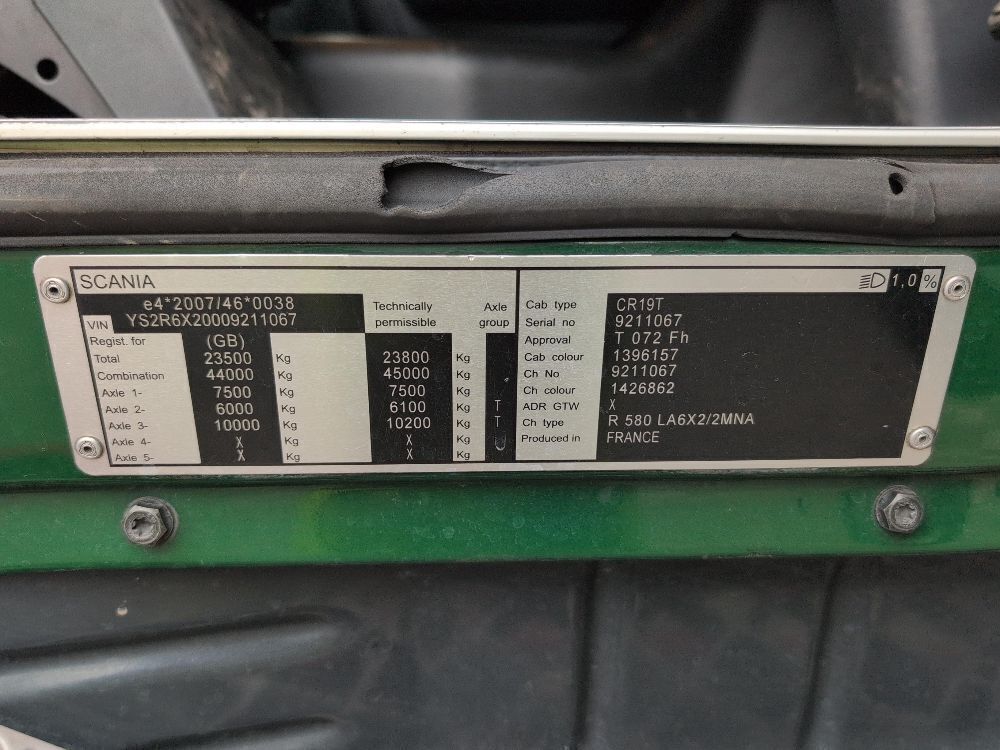 SCANIA
e4*2007/46*0038
VIN YS2R6X20009211067
Technically permissible
Axle group
Regist. for (GB)
Total 23500 Kg 23800 Kg
Combination 44000 Kg 45000 Kg
Axle 1- 7500 Kg 7500 Kg
Axle 2- 6000 Kg 6100 Kg T
Axle 3- 10000 Kg 10200 Kg T
Axle 4- X Kg X Kg
Axle 5- X Kg X Kg
1,0 %
Cab type CR19T
Serial no 9211067
Approval T 072 Fh
Cab colour 1396157
Ch No 9211067
Ch colour 1426862
ADR GTW X
Ch type R 580 LA6X2/2MNA
Produced in FRANCE